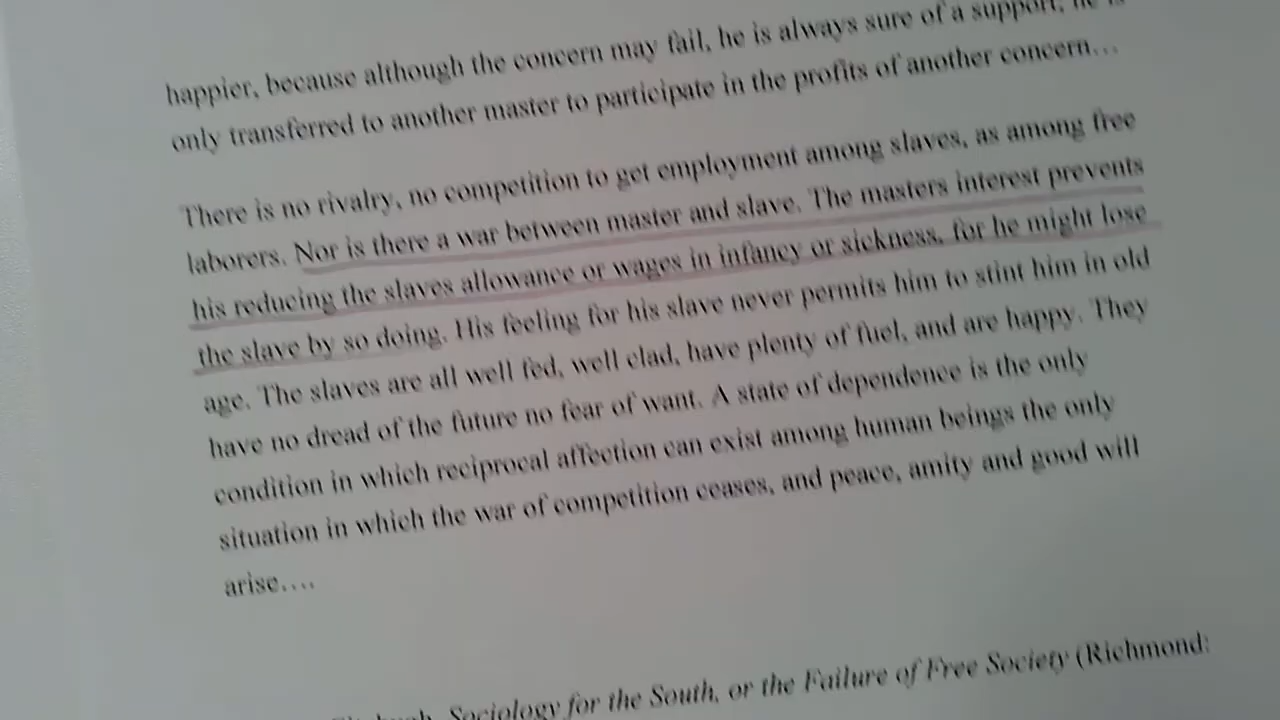 happier, because although the concern may fail, he is always sure of a support, he is
only transferred to another master to participate in the profits of another concern…
There is no rivalry, no competition to get employment among slaves, as among free
laborers. Nor is there a war between master and slave. The masters interest prevents
his reducing the slaves allowance or wages in infancy or sickness, for he might lose
the slave by so doing. His feeling for his slave never permits him to stint him in old
age. The slaves are all well fed, well clad, have plenty of fuel, and are happy. They
have no dread of the future no fear of want. A state of dependence is the only
condition in which reciprocal affection can exist among human beings the only
situation in which the war of competition ceases, and peace, amity and good will
arise….
Sociology for the South, or the Failure of Free Society (Richmond: